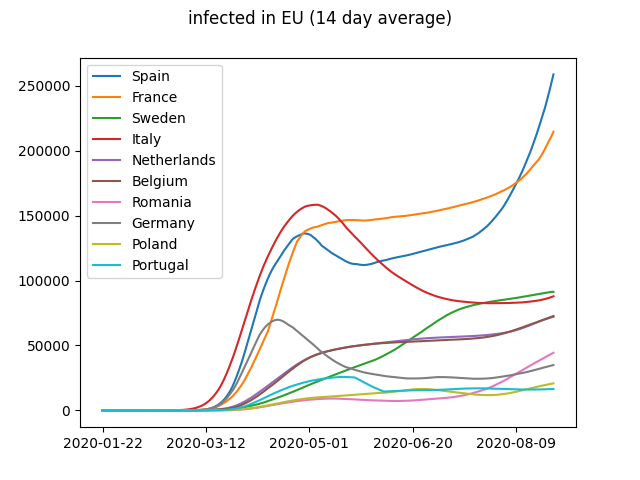 infected in EU (14 day average)
250000
200000
150000
100000
50000
0
Spain
France
Sweden
Italy
Netherlands
Belgium
Romania
Germany
Poland
Portugal
2020-01-22 2020-03-12 2020-05-01 2020-06-20 2020-08-09